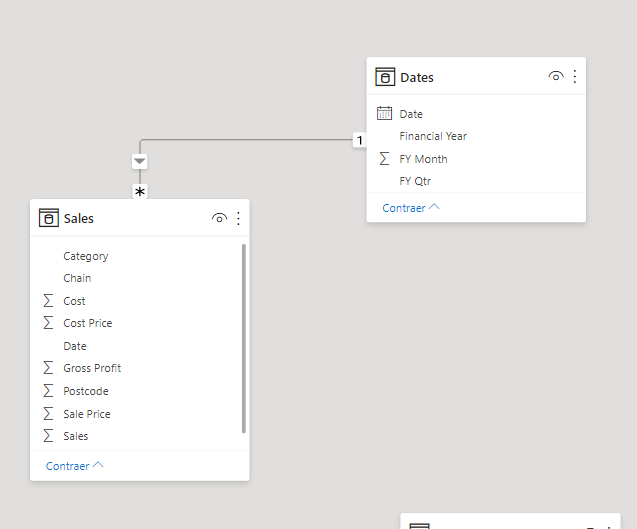 Dates
Date
Financial Year
1
FY Month
FY Qtr
*
Contraer
Sales
Category
Chain
Cost
Cost Price
Date
Gross Profit
Postcode
Sale Price
Sales
Contraer